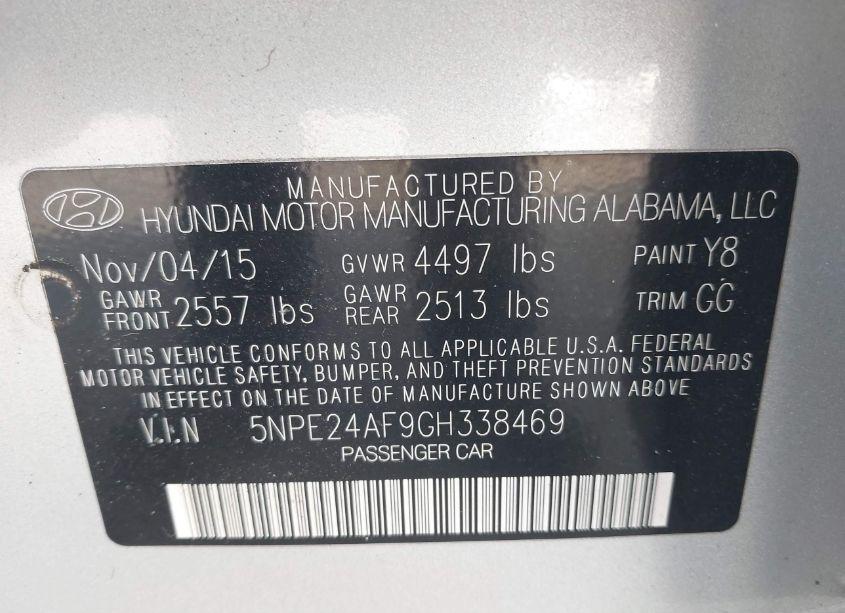 MANUFACTURED BY
HYUNDAI MOTOR MANUFACTURING ALABAMA, LLC
Nov/04/15 GVWR 4497 lbs PAINT Y8
GAWR FRONT 2557 lbs GAWR REAR 2513 lbs TRIM GG
THIS VEHICLE CONFORMS TO ALL APPLICABLE U.S.A. FEDERAL
MOTOR VEHICLE SAFETY, BUMPER, AND THEFT PREVENTION STANDARDS
IN EFFECT ON THE DATE OF MANUFACTURE SHOWN ABOVE
V.I.N 5NPE24AF9GH338469
PASSENGER CAR